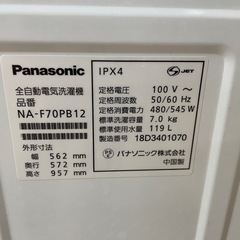 Panasonic
全自動電気洗濯機
品番
NA-F70PB12
外形寸法
幅 562 mm
奥行 572 mm
高さ 957 mm
IPX4
JET
定格電圧 100 V ～
定格周波数 50/60 Hz
定格消費電力 480/545 W
標準洗濯容量 7.0 kg
標準使用水量 119 L
製造番号 18D3401070
パナソニック株式会社
中国製